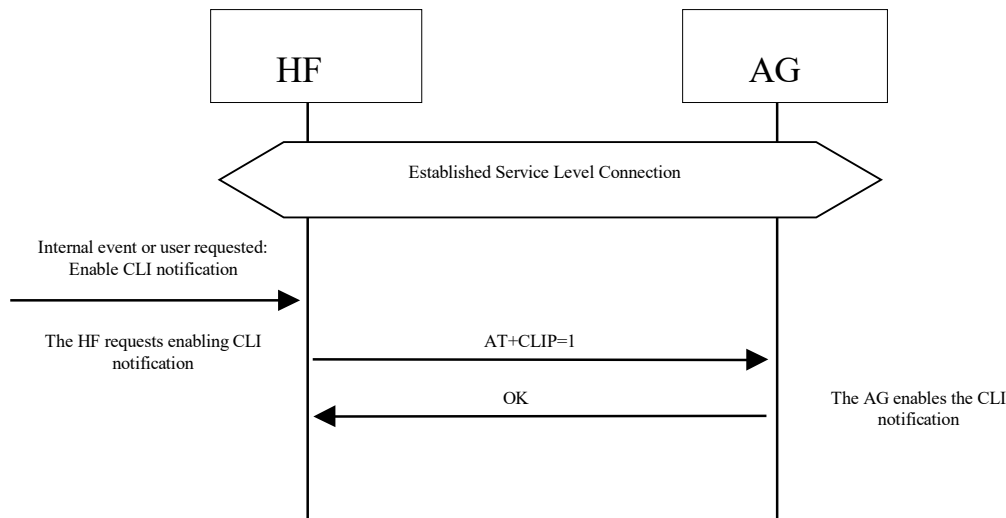 HF
AG
Established Service Level Connection
Internal event or user requested:
Enable CLI notification
The HF requests enabling CLI
notification
AT+CLIP=1
OK
The AG enables the CLI
notification